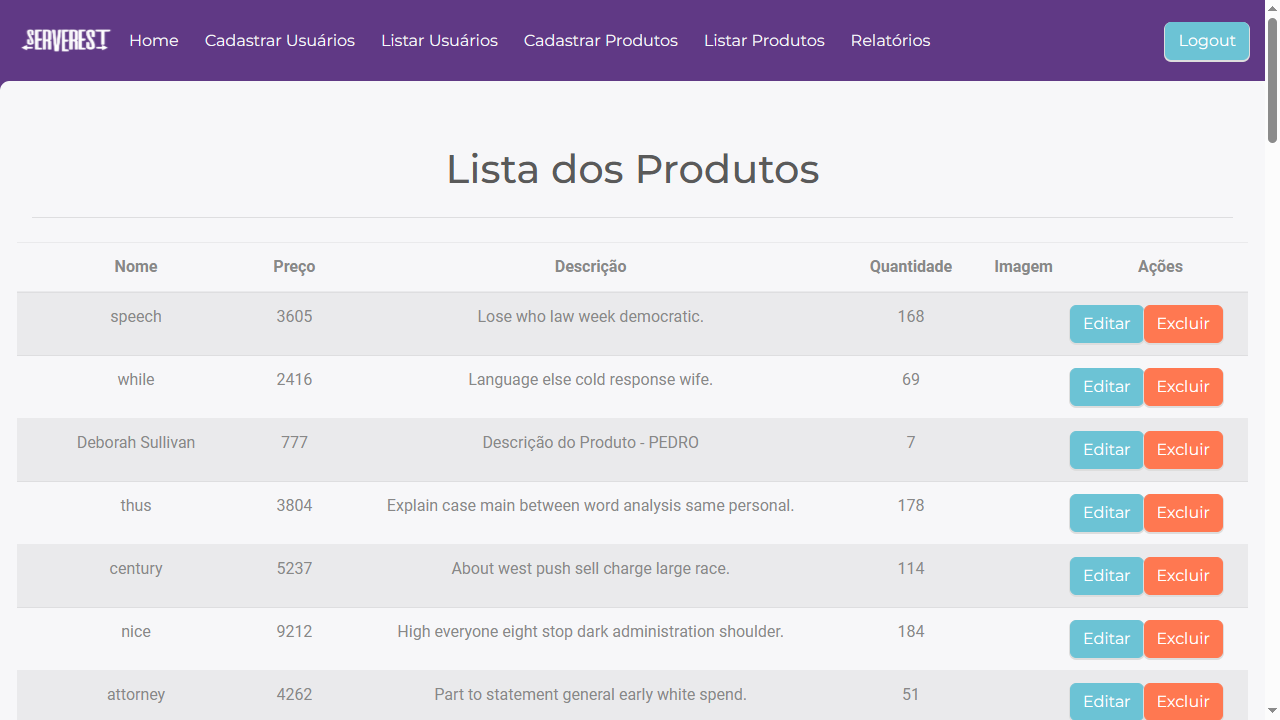 SERVEREST Home Cadastrar Usuários Listar Usuários Cadastrar Produtos Listar Produtos Relatórios Logout
Lista dos Produtos
Nome Preço Descrição Quantidade Imagem Ações
speech 3605 Lose who law week democratic. 168 Editar Excluir
while 2416 Language else cold response wife. 69 Editar Excluir
Deborah Sullivan 777 Descrição do Produto - PEDRO 7 Editar Excluir
thus 3804 Explain case main between word analysis same personal. 178 Editar Excluir
century 5237 About west push sell charge large race. 114 Editar Excluir
nice 9212 High everyone eight stop dark administration shoulder. 184 Editar Excluir
attorney 4262 Part to statement general early white spend. 51 Editar Excluir